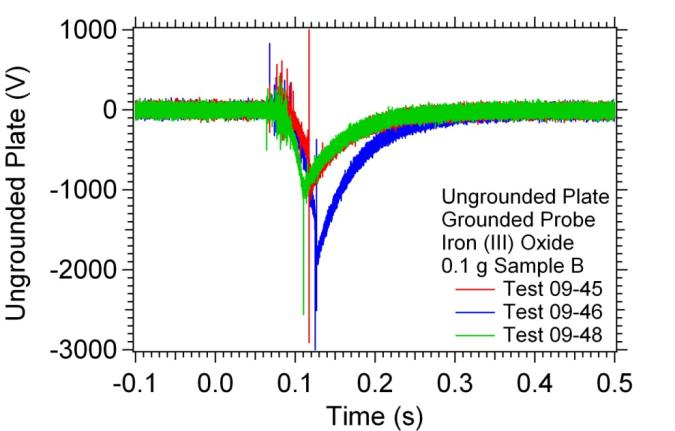 1000
0
-1000
-2000
-3000
Ungrounded Plate (V)
Ungrounded Plate
Grounded Probe
Iron (III) Oxide
0.1 g Sample B
Test 09-45
Test 09-46
Test 09-48
-0.1 0.0 0.1 0.2 0.3 0.4 0.5
Time (s)